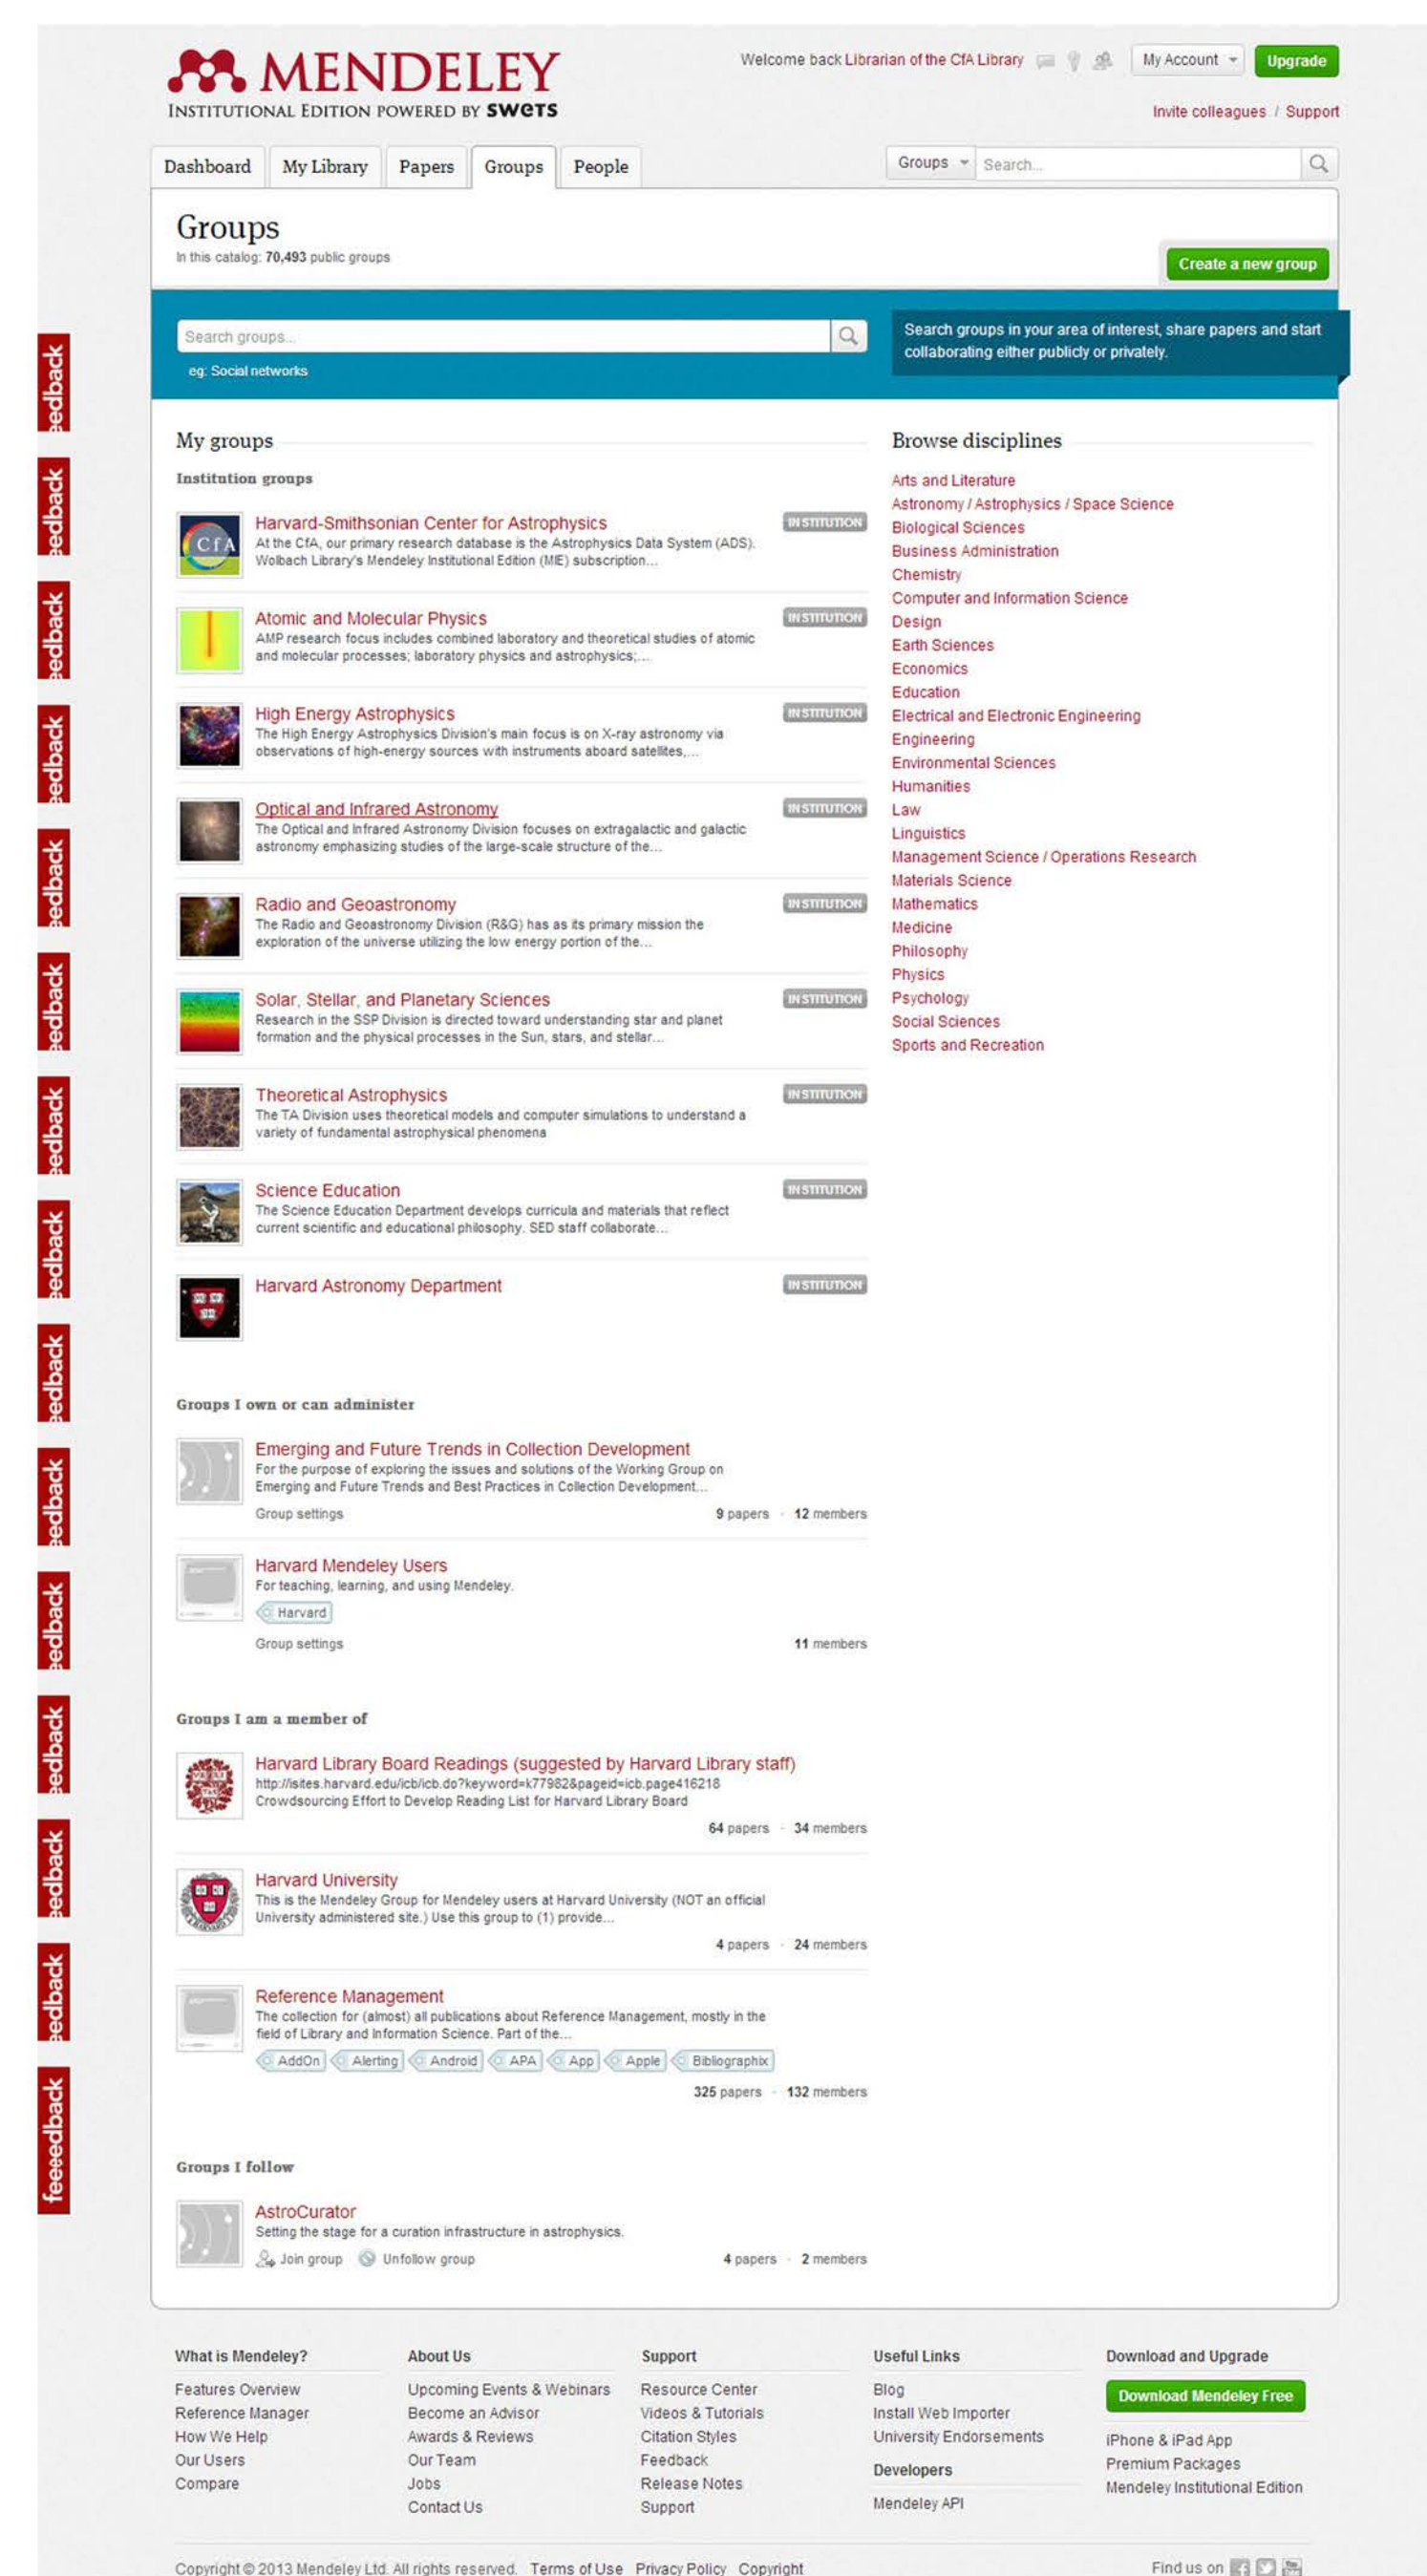 MENDELEY
INSTITUTIONAL EDITION POWERED BY swets
Welcome back Librarian of the CfA Library
My Account
Upgrade
Invite colleagues / Support
Dashboard
My Library
Papers
Groups
People
Groups
Search...
Groups
In this catalog: 70,493 public groups
Create a new group
Search groups...
eg: Social networks
Search groups in your area of interest, share papers and start
collaborating either publicly or privately.
My groups
Institution groups
Harvard-Smithsonian Center for Astrophysics
INSTITUTION
CfA
At the CfA, our primary research database is the Astrophysics Data System (ADS).
Wolbach Library's Mendeley Institutional Edition (MIE) subscription...
Atomic and Molecular Physics
INSTITUTION
AMP research focus includes combined laboratory and theoretical studies of atomic
and molecular processes; laboratory physics and astrophysics;...
High Energy Astrophysics
INSTITUTION
The High Energy Astrophysics Division's main focus is on X-ray astronomy via
observations of high-energy sources with instruments aboard satellites,...
Optical and Infrared Astronomy
INSTITUTION
The Optical and Infrared Astronomy Division focuses on extragalactic and galactic
astronomy emphasizing studies of the large-scale structure of the...
Radio and Geoastronomy
INSTITUTION
The Radio and Geoastronomy Division (R&G) has as its primary mission the
exploration of the universe utilizing the low energy portion of the...
Solar, Stellar, and Planetary Sciences
INSTITUTION
Research in the SSP Division is directed toward understanding star and planet
formation and the physical processes in the Sun, stars, and stellar...
Theoretical Astrophysics
INSTITUTION
The TA Division uses theoretical models and computer simulations to understand a
variety of fundamental astrophysical phenomena
Science Education
INSTITUTION
The Science Education Department develops curricula and materials that reflect
current scientific and educational philosophy. SED staff collaborate...
Harvard Astronomy Department
INSTITUTION
Groups I own or can administer
Emerging and Future Trends in Collection Development
For the purpose of exploring the issues and solutions of the Working Group on
Emerging and Future Trends and Best Practices in Collection Development...
Group settings
9 papers · 12 members
Harvard Mendeley Users
For teaching, learning, and using Mendeley.
Harvard
Group settings
11 members
Groups I am a member of
Harvard Library Board Readings (suggested by Harvard Library staff)
http://isites.harvard.edu/icb/icb.do?keyword=k77982&pageid=icb.page416218
Crowdsourcing Effort to Develop Reading List for Harvard Library Board
64 papers · 34 members
Harvard University
This is the Mendeley Group for Mendeley users at Harvard University (NOT an official
University administered site.) Use this group to (1) provide...
4 papers · 24 members
Reference Management
The collection for (almost) all publications about Reference Management, mostly in the
field of Library and Information Science. Part of the...
AddOn Alerting Android APA App Apple Bibliographix
325 papers · 132 members
Groups I follow
AstroCurator
Setting the stage for a curation infrastructure in astrophysics.
Join group Unfollow group
4 papers · 2 members
Browse disciplines
Arts and Literature
Astronomy / Astrophysics / Space Science
Biological Sciences
Business Administration
Chemistry
Computer and Information Science
Design
Earth Sciences
Economics
Education
Electrical and Electronic Engineering
Engineering
Environmental Sciences
Humanities
Law
Linguistics
Management Science / Operations Research
Materials Science
Mathematics
Medicine
Philosophy
Physics
Psychology
Social Sciences
Sports and Recreation
eedback
eedback
eedback
eedback
eedback
eedback
eedback
eedback
eedback
eedback
eedback
eedback
eedback
eedback
feeedback
What is Mendeley?
Features Overview
Reference Manager
How We Help
Our Users
Compare
About Us
Upcoming Events & Webinars
Become an Advisor
Awards & Reviews
Our Team
Jobs
Contact Us
Support
Resource Center
Videos & Tutorials
Citation Styles
Feedback
Release Notes
Support
Useful Links
Blog
Install Web Importer
University Endorsements
Developers
Mendeley API
Download and Upgrade
Download Mendeley Free
iPhone & iPad App
Premium Packages
Mendeley Institutional Edition
Copyright © 2013 Mendeley Ltd. All rights reserved. Terms of Use Privacy Policy Copyright
Find us on